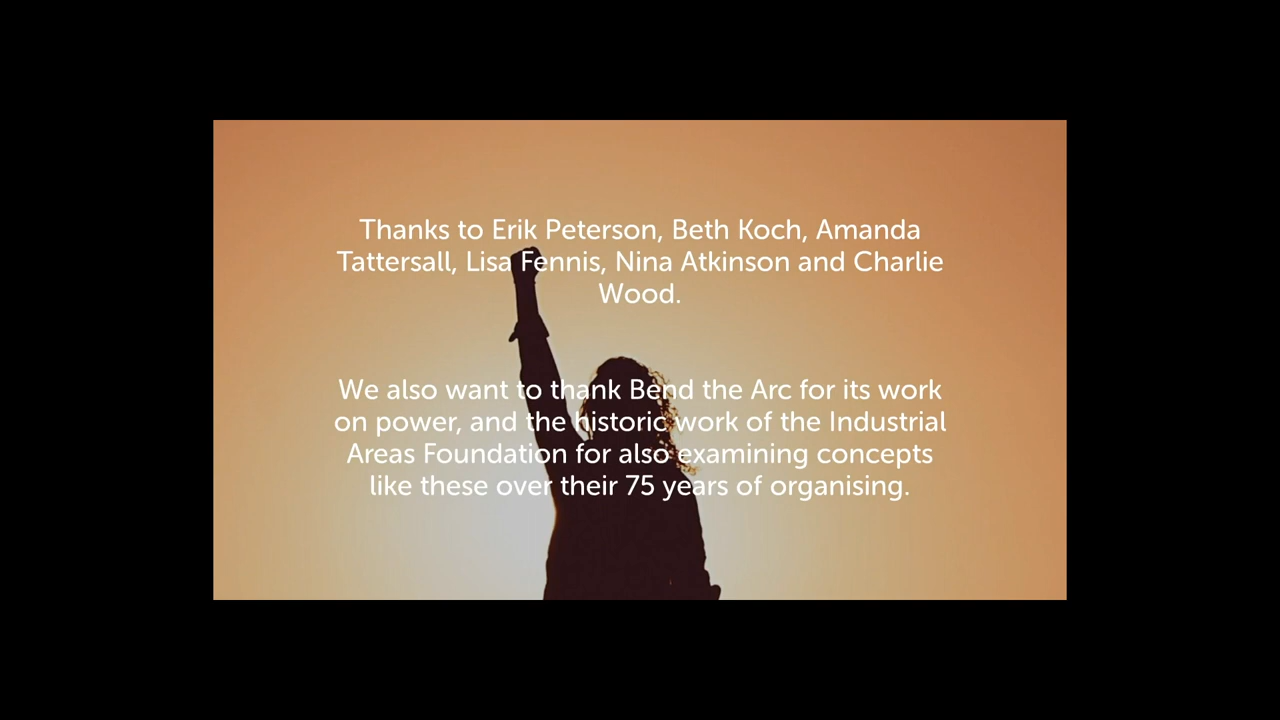 Thanks to Erik Peterson, Beth Koch, Amanda
Tattersall, Lisa Fennis, Nina Atkinson and Charlie
Wood.
We also want to thank Bend the Arc for its work
on power, and the historic work of the Industrial
Areas Foundation for also examining concepts
like these over their 75 years of organising.